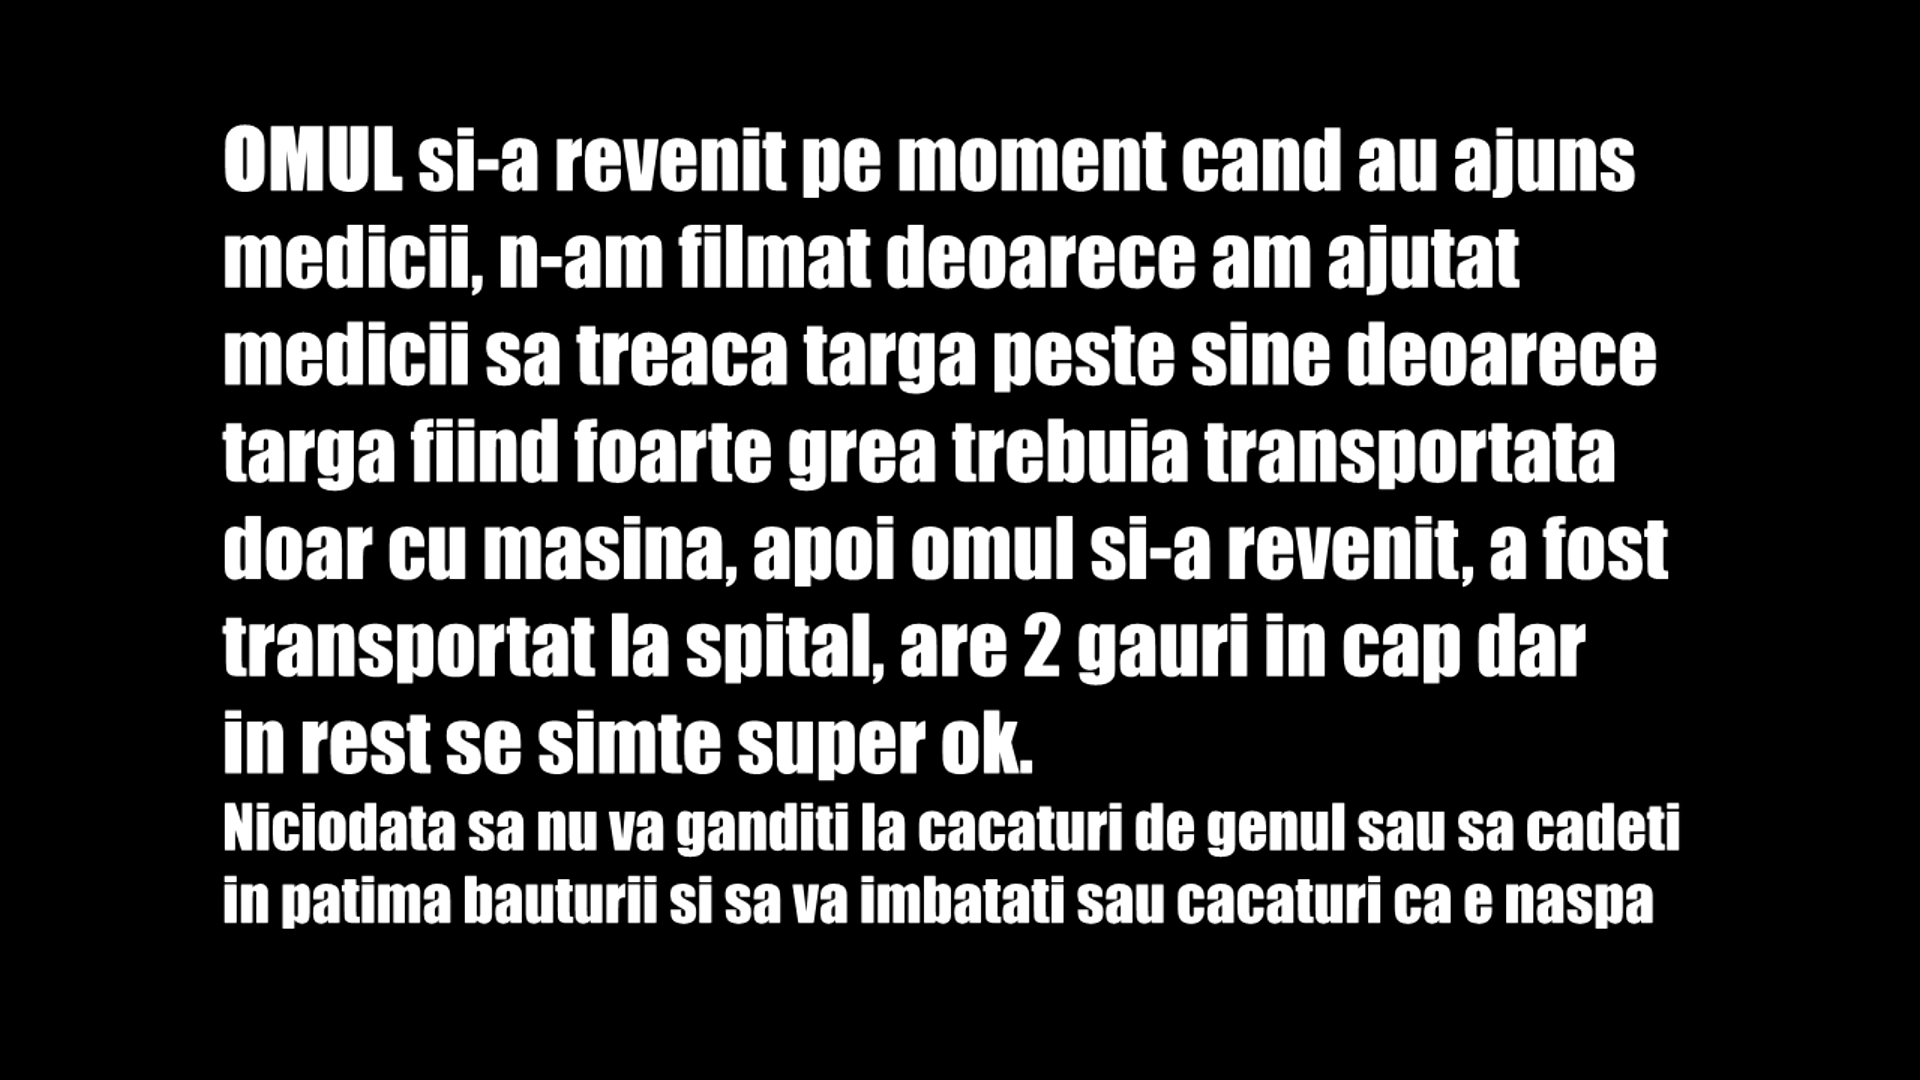 OMUL si-a revenit pe moment cand au ajuns
medicii, n-am filmat deoarece am ajutat
medicii sa treaca targa peste sine deoarece
targa fiind foarte grea trebuia transportata
doar cu masina, apoi omul si-a revenit, a fost
transportat la spital, are 2 gauri in cap dar
in rest se simte super ok.
Niciodata sa nu va ganditi la cacaturi de genul sau sa cadeti
in patima bauturii si sa va imbatati sau cacaturi ca e naspa